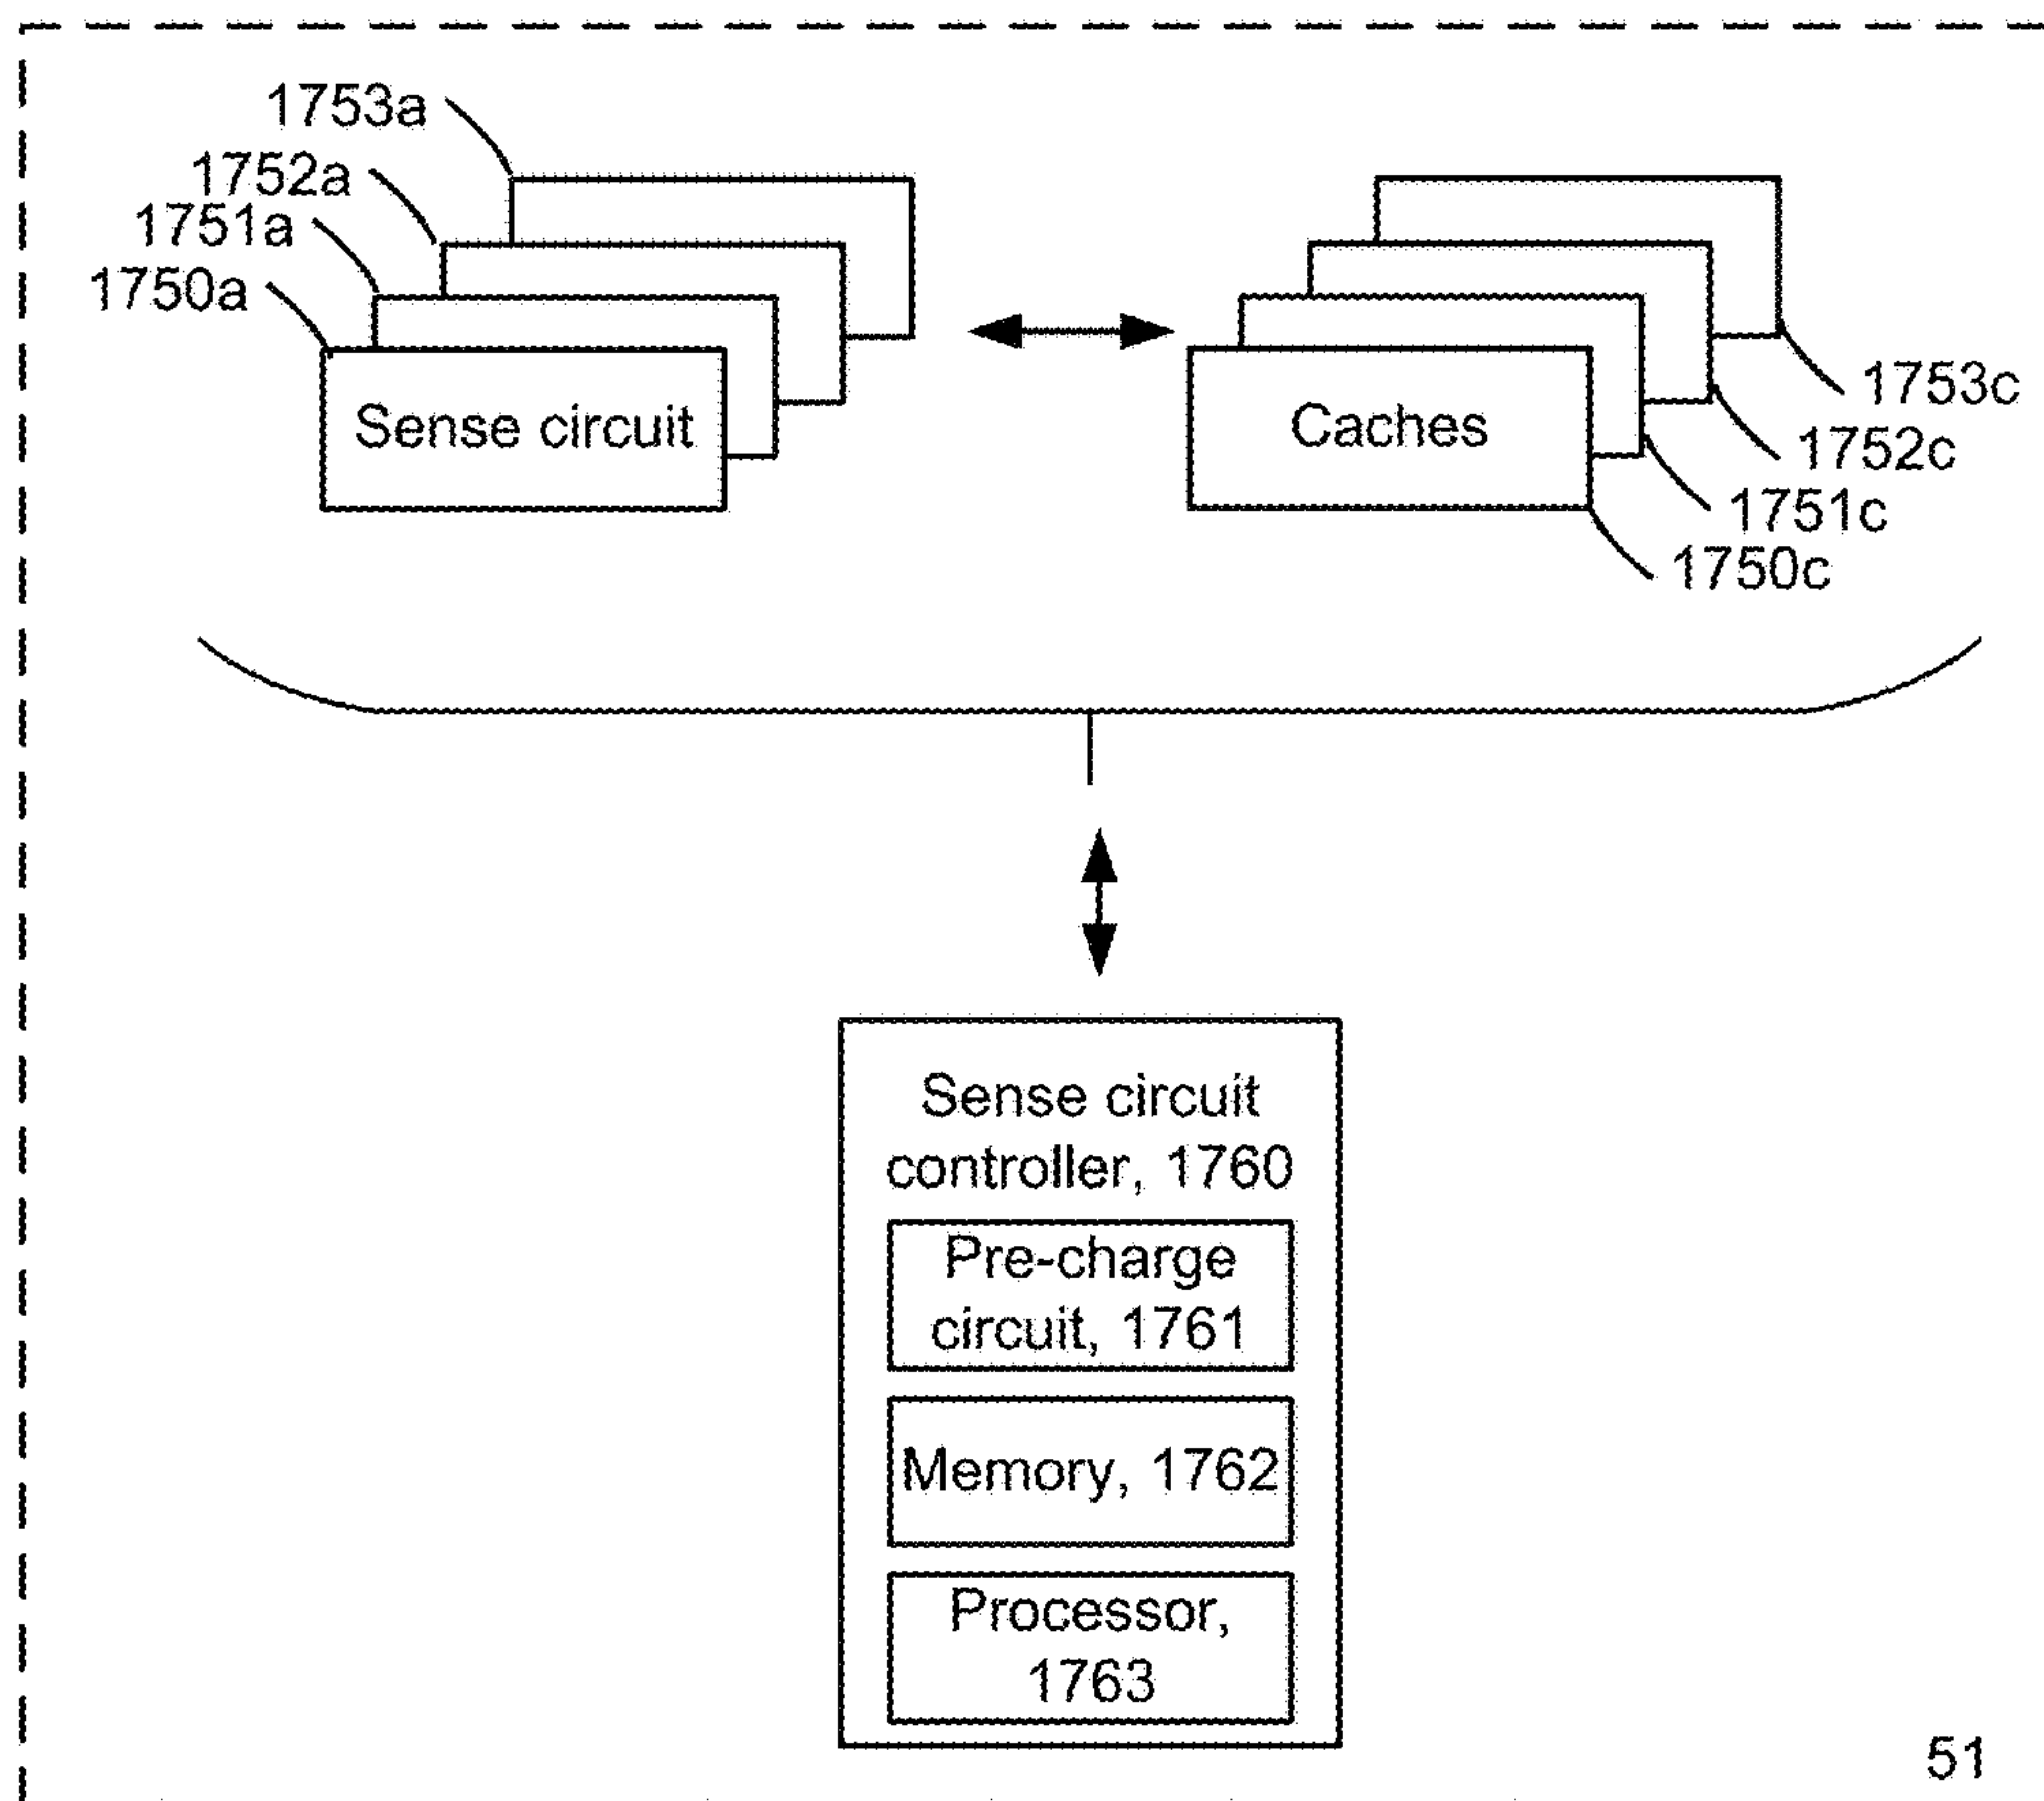 1753a
1752a
1751a
1750a
Sense circuit
Caches
1753c
1752c
1751c
1750c
Sense circuit
controller, 1760
Pre-charge
circuit, 1761
Memory, 1762
Processor,
1763
51